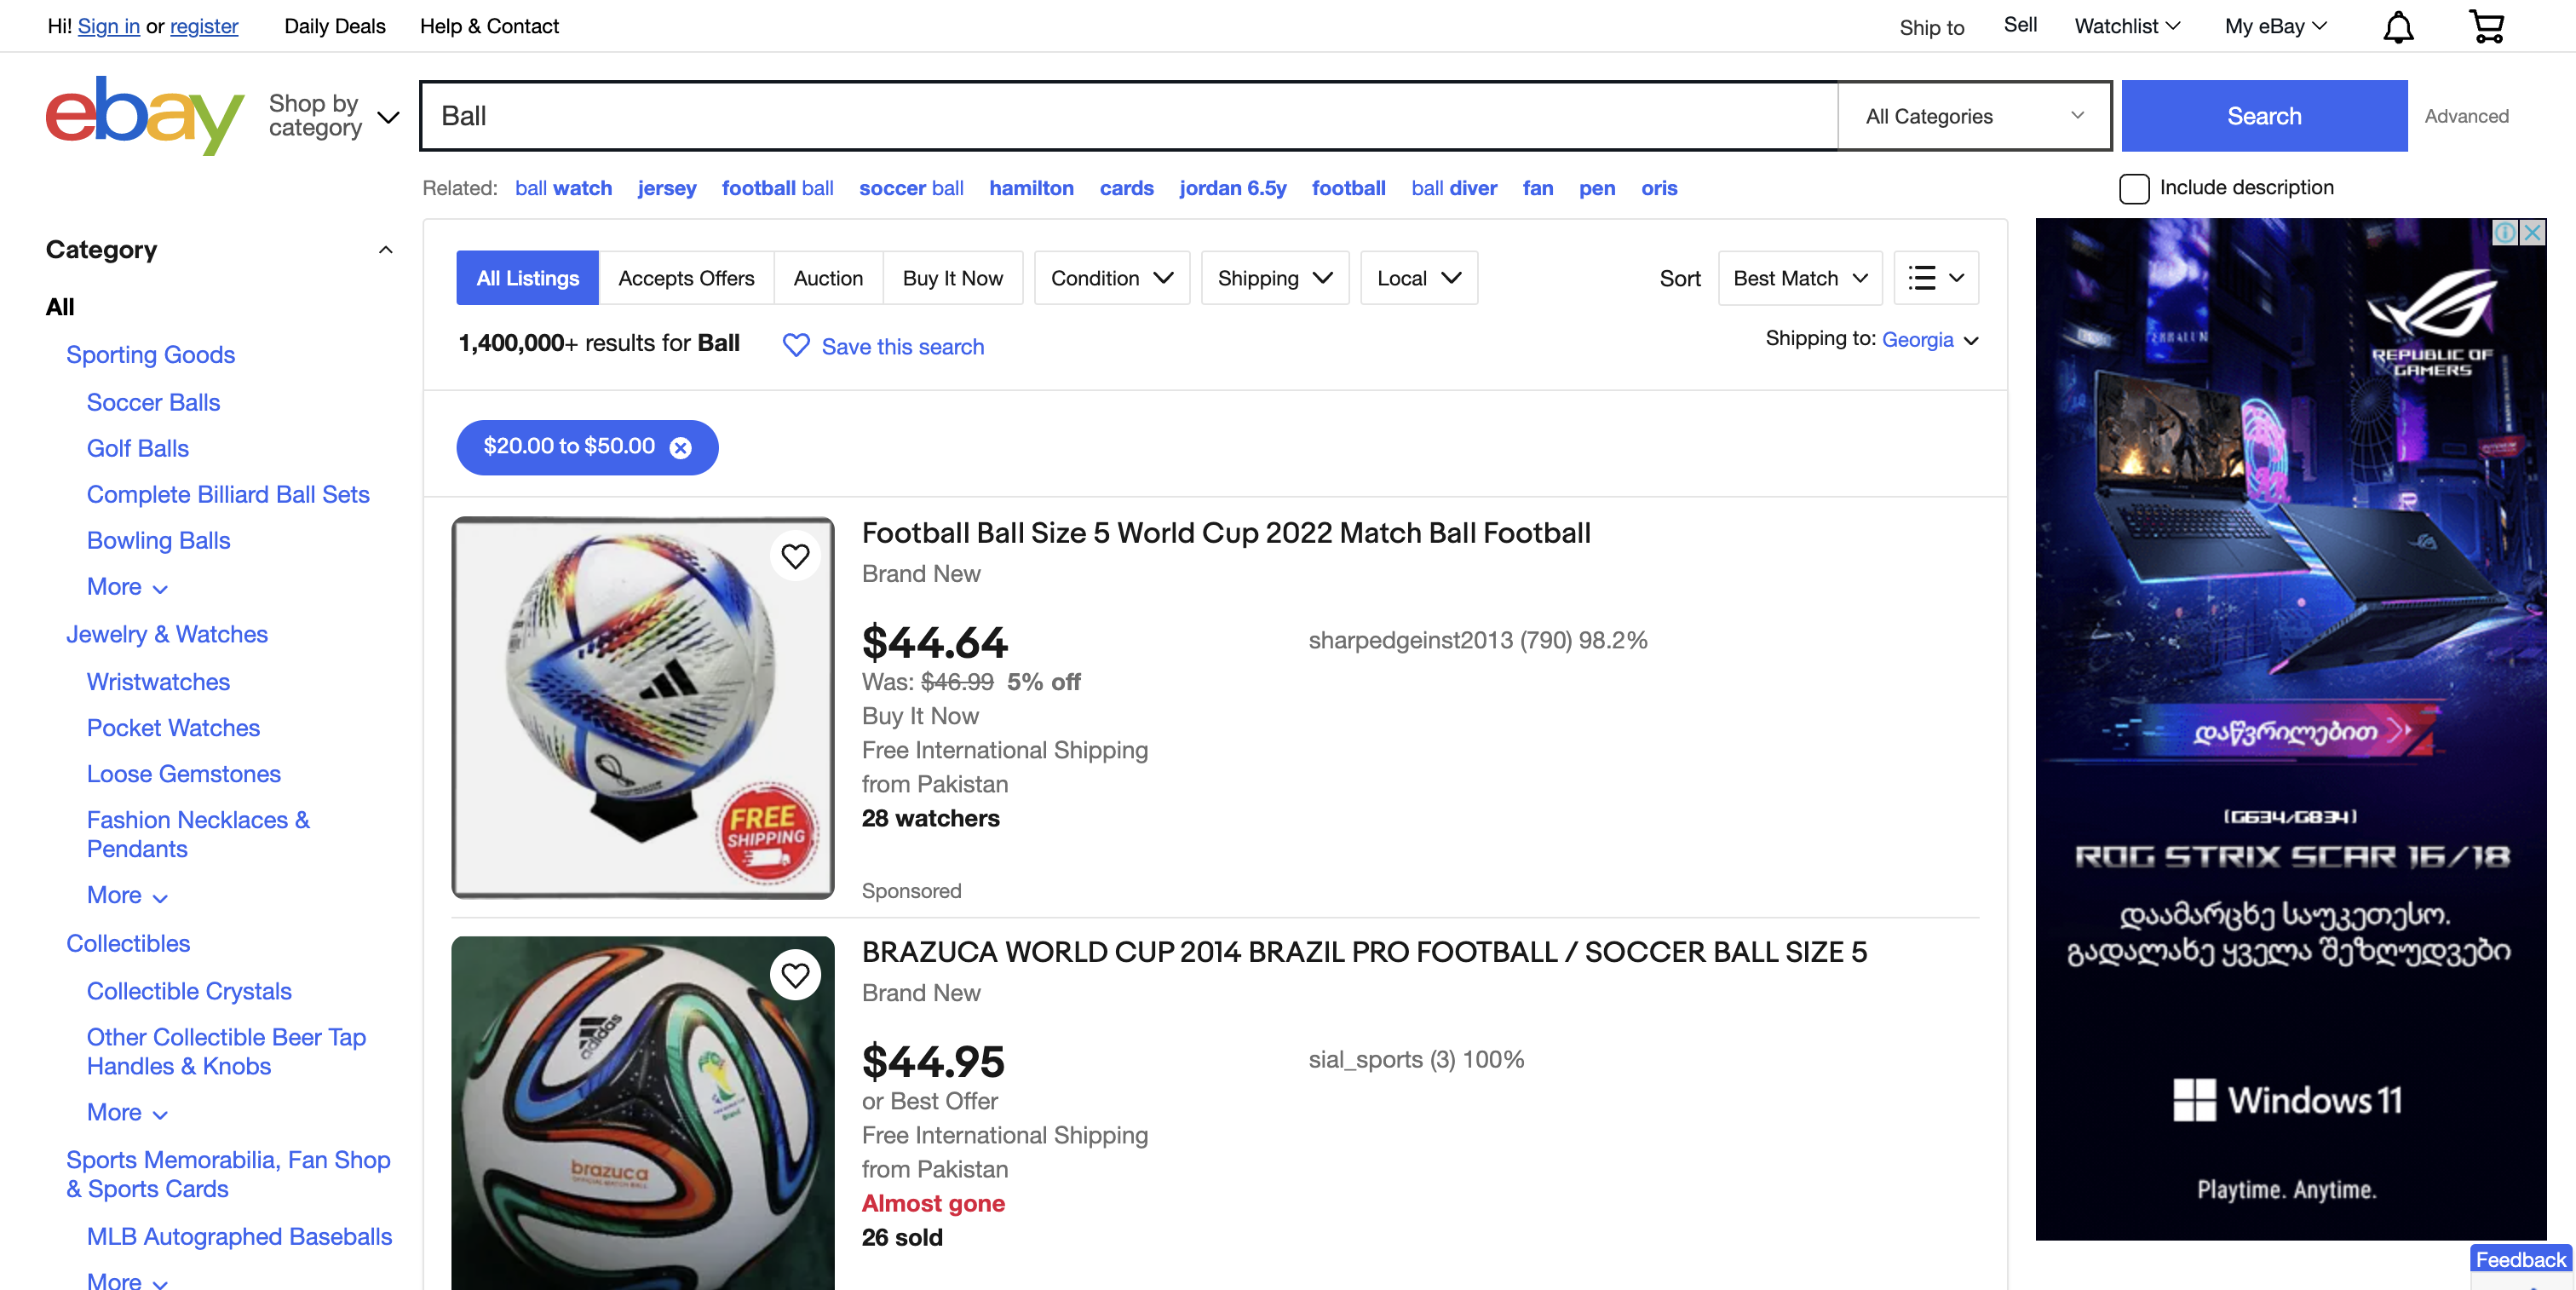 Hi! Sign in or register Daily Deals Help & Contact Ship to Sell Watchlist My eBay
ebay
Shop by
category
Ball
All Categories
Search
Advanced
Related: ball watch jersey football ball soccer ball hamilton cards jordan 6.5y football ball diver fan pen oris
Include description
Category
All
Sporting Goods
Soccer Balls
Golf Balls
Complete Billiard Ball Sets
Bowling Balls
More
Jewelry & Watches
Wristwatches
Pocket Watches
Loose Gemstones
Fashion Necklaces &
Pendants
More
Collectibles
Collectible Crystals
Other Collectible Beer Tap
Handles & Knobs
More
Sports Memorabilia, Fan Shop
& Sports Cards
MLB Autographed Baseballs
More
All Listings Accepts Offers Auction Buy It Now Condition Shipping Local Sort Best Match
1,400,000+ results for Ball Save this search Shipping to: Georgia
$20.00 to $50.00
FREE
SHIPPING
Football Ball Size 5 World Cup 2022 Match Ball Football
Brand New
$44.64 sharpedgeinst2013 (790) 98.2%
Was: $46.99 5% off
Buy It Now
Free International Shipping
from Pakistan
28 watchers
Sponsored
adidas
brazuca
OFFICIAL MATCH BALL
BRAZUCA WORLD CUP 2014 BRAZIL PRO FOOTBALL / SOCCER BALL SIZE 5
Brand New
$44.95 sial_sports (3) 100%
or Best Offer
Free International Shipping
from Pakistan
Almost gone
26 sold
REPUBLIC OF
GAMERS
დაწვრილებით
(G634/G834)
ROG STRIX SCAR 16/18
დაამარცხე საუკეთესო.
გადალახე ყველა შეზღუდვები
Windows 11
Playtime. Anytime.
Feedback